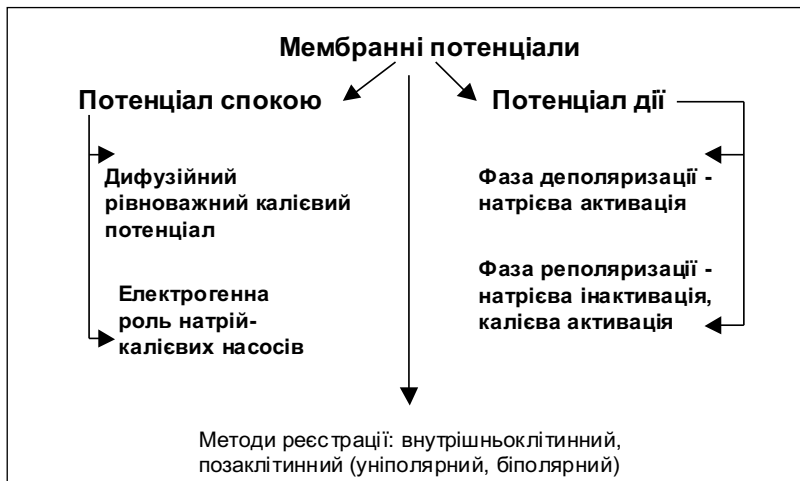 Мембранні потенціали
Потенціал спокою
Потенціал дії
Дифузійний
рівноважний калієвий
потенціал
Фаза деполяризації -
натрієва активація
Електрогенна
роль натрій-
калієвих насосів
Фаза реполяризації -
натрієва інактивація,
калієва активація
Методи реєстрації: внутрішньоклітинний,
позаклітинний (уніполярний, біполярний)